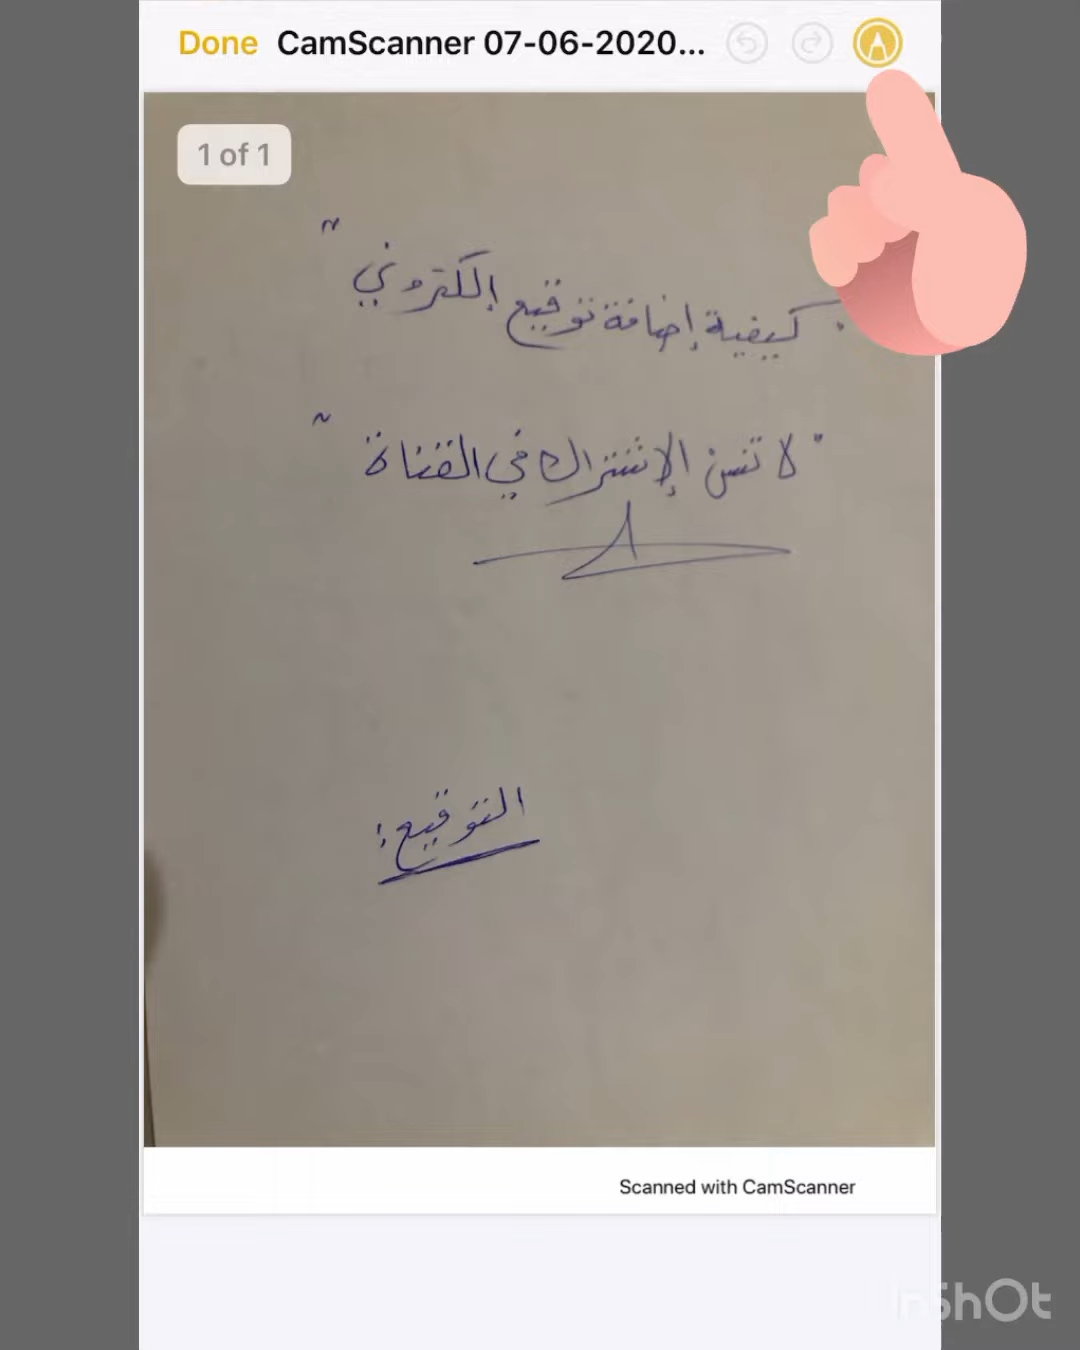 Done CamScanner 07-06-2020...
1 of 1
" كيفية إضافة توقيع إلكتروني "
" لا تنس الإشتراك في القناة "
التوقيع:
Scanned with CamScanner
InShOt